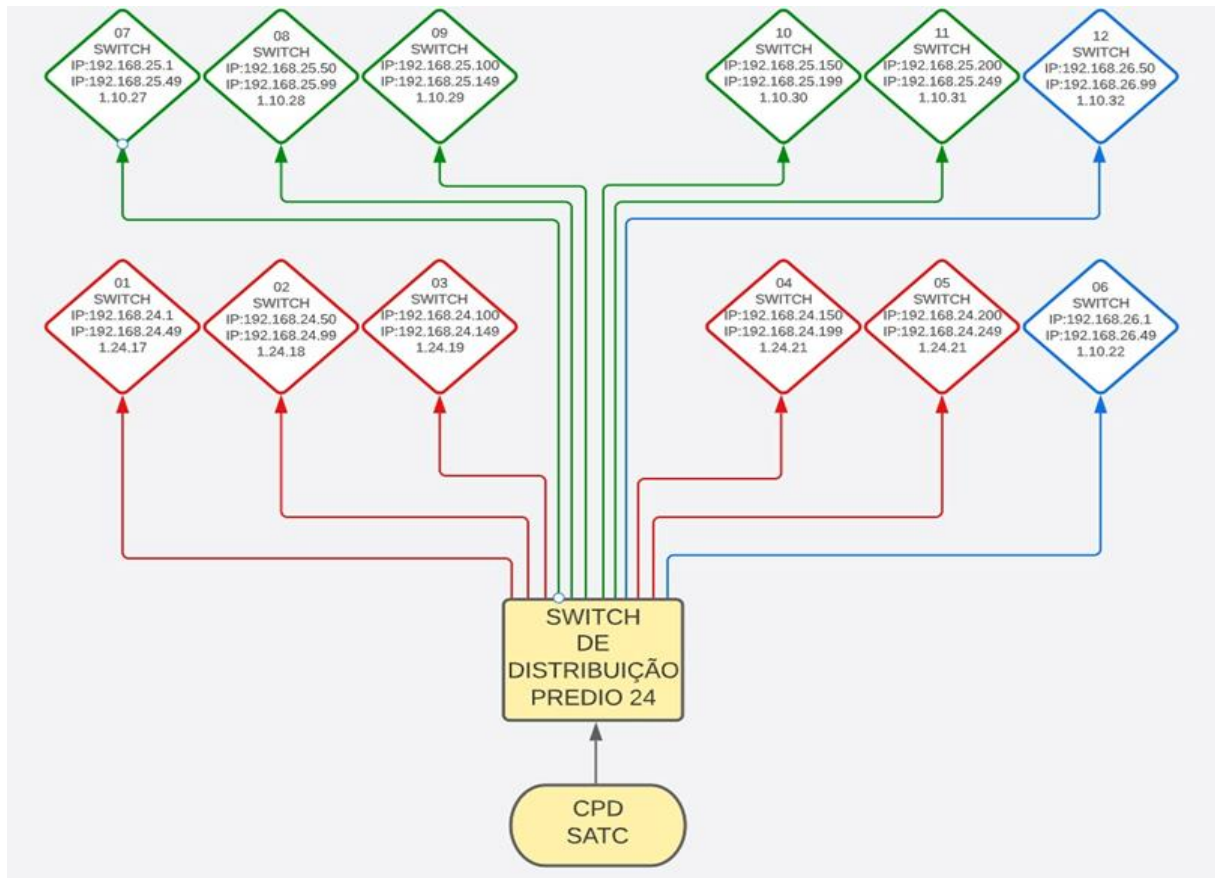 07
SWITCH
IP:192.168.25.1
IP:192.168.25.49
1.10.27
08
SWITCH
IP:192.168.25.50
IP:192.168.25.99
1.10.28
09
SWITCH
IP:192.168.25.100
IP:192.168.25.149
1.10.29
10
SWITCH
IP:192.168.25.150
IP:192.168.25.199
1.10.30
11
SWITCH
IP:192.168.25.200
IP:192.168.25.249
1.10.31
12
SWITCH
IP:192.168.26.50
IP:192.168.26.99
1.10.32
01
SWITCH
IP:192.168.24.1
IP:192.168.24.49
1.24.17
02
SWITCH
IP:192.168.24.50
IP:192.168.24.99
1.24.18
03
SWITCH
IP:192.168.24.100
IP:192.168.24.149
1.24.19
04
SWITCH
IP:192.168.24.150
IP:192.168.24.199
1.24.21
05
SWITCH
IP:192.168.24.200
IP:192.168.24.249
1.24.21
06
SWITCH
IP:192.168.26.1
IP:192.168.26.49
1.10.22
SWITCH
DE
DISTRIBUIÇÃO
PREDIO 24
CPD
SATC